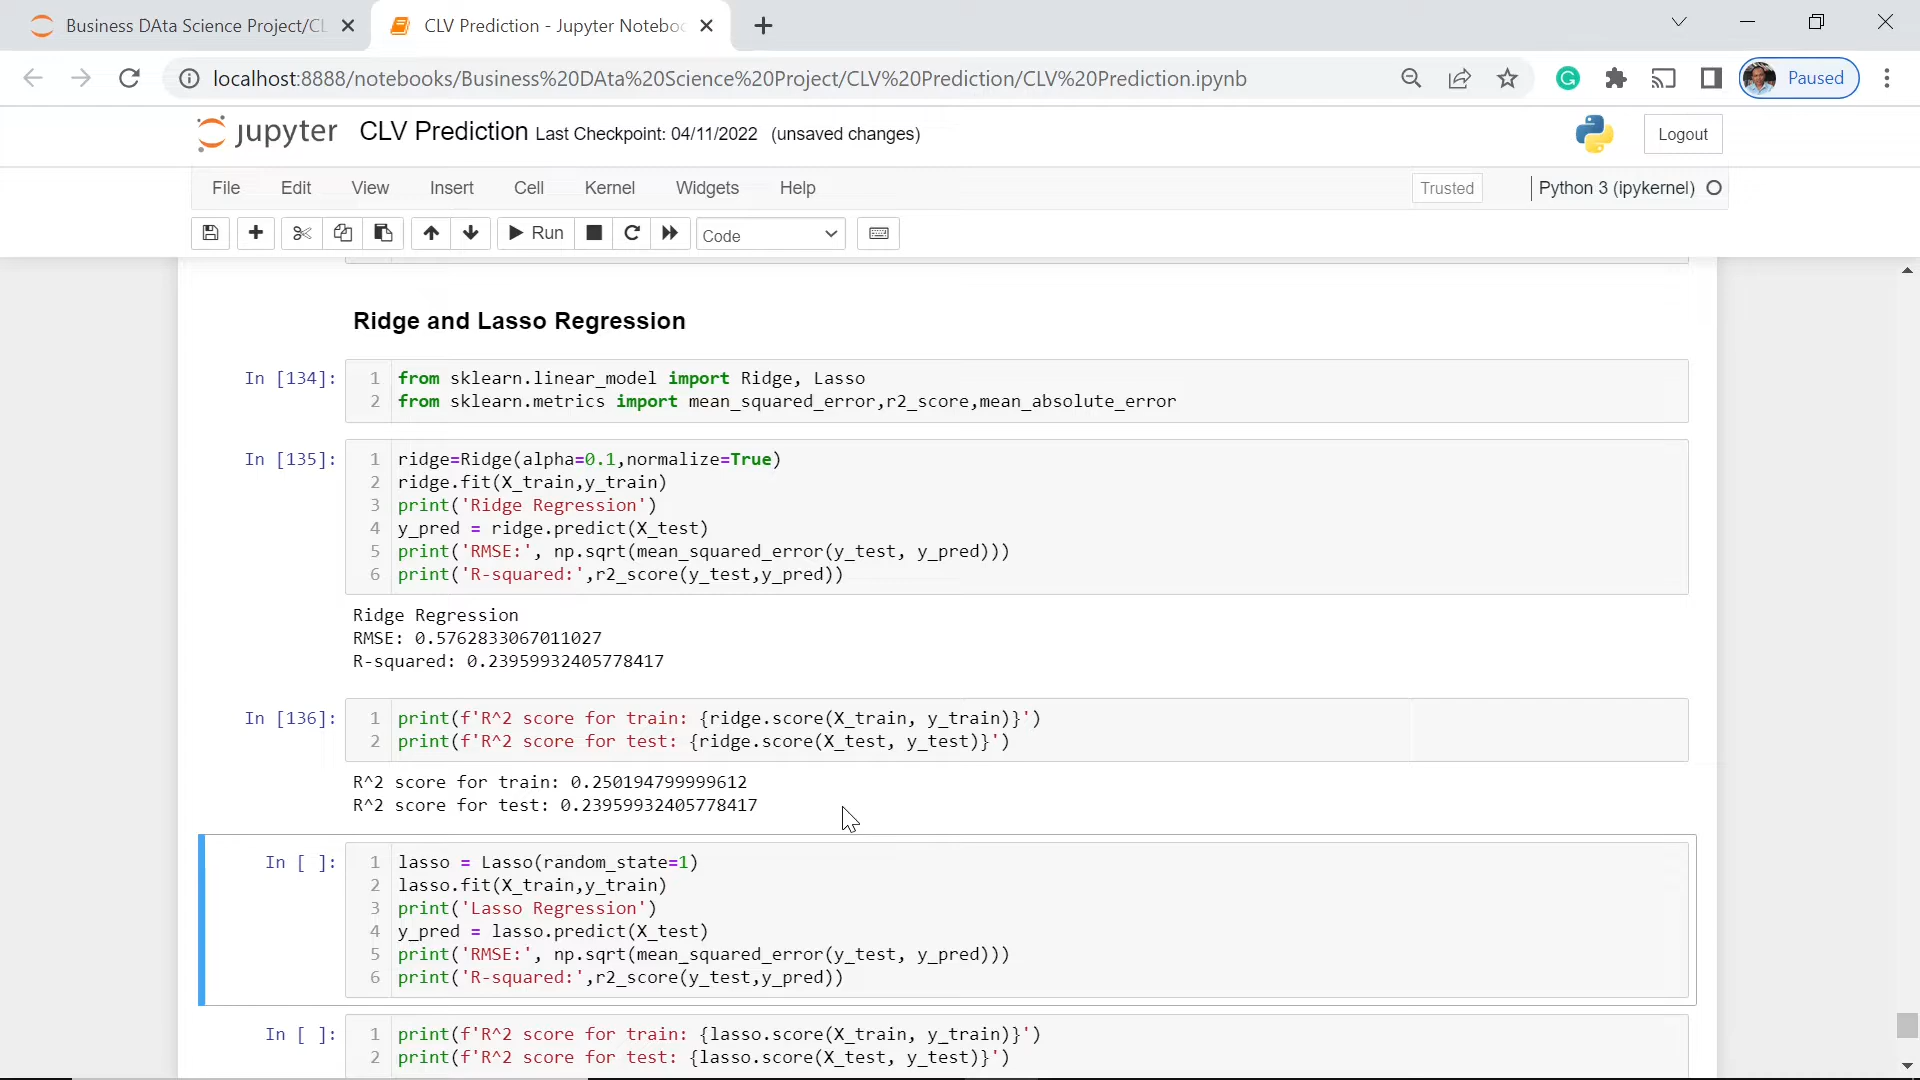 Business DAta Science Project/CL
CLV Prediction - Jupyter Noteboo
localhost:8888/notebooks/Business%20DAta%20Science%20Project/CLV%20Prediction/CLV%20Prediction.ipynb
Paused
jupyter CLV Prediction Last Checkpoint: 04/11/2022 (unsaved changes)
Logout
File Edit View Insert Cell Kernel Widgets Help
Trusted
Python 3 (ipykernel)
Run
Code
Ridge and Lasso Regression
In [134]:
1 from sklearn.linear_model import Ridge, Lasso
2 from sklearn.metrics import mean_squared_error,r2_score,mean_absolute_error
In [135]:
1 ridge=Ridge(alpha=0.1,normalize=True)
2 ridge.fit(X_train,y_train)
3 print('Ridge Regression')
4 y_pred = ridge.predict(X_test)
5 print('RMSE:', np.sqrt(mean_squared_error(y_test, y_pred)))
6 print('R-squared:',r2_score(y_test,y_pred))
Ridge Regression
RMSE: 0.5762833067011027
R-squared: 0.23959932405778417
In [136]:
1 print(f'R^2 score for train: {ridge.score(X_train, y_train)}')
2 print(f'R^2 score for test: {ridge.score(X_test, y_test)}')
R^2 score for train: 0.250194799999612
R^2 score for test: 0.23959932405778417
In [ ]:
1 lasso = Lasso(random_state=1)
2 lasso.fit(X_train,y_train)
3 print('Lasso Regression')
4 y_pred = lasso.predict(X_test)
5 print('RMSE:', np.sqrt(mean_squared_error(y_test, y_pred)))
6 print('R-squared:',r2_score(y_test,y_pred))
In [ ]:
1 print(f'R^2 score for train: {lasso.score(X_train, y_train)}')
2 print(f'R^2 score for test: {lasso.score(X_test, y_test)}')